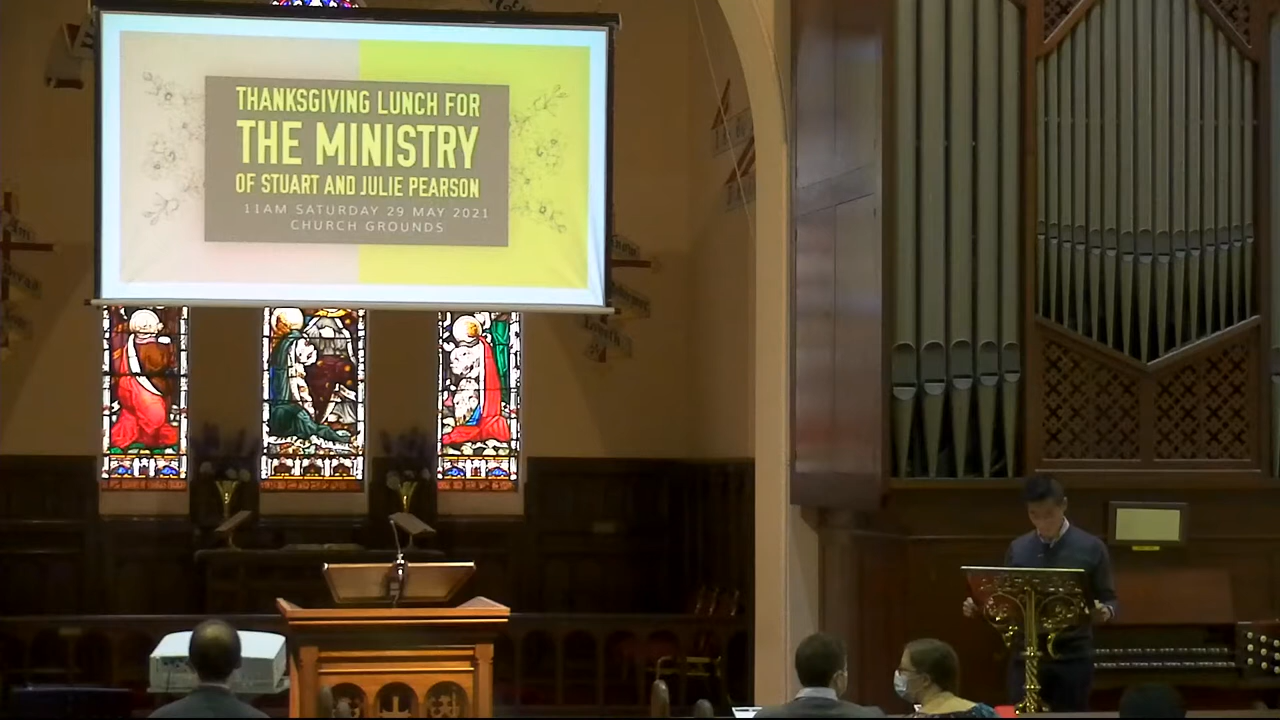 THANKSGIVING LUNCH FOR
THE MINISTRY
OF STUART AND JULIE PEARSON
11AM SATURDAY 29 MAY 2021
CHURCH GROUNDS